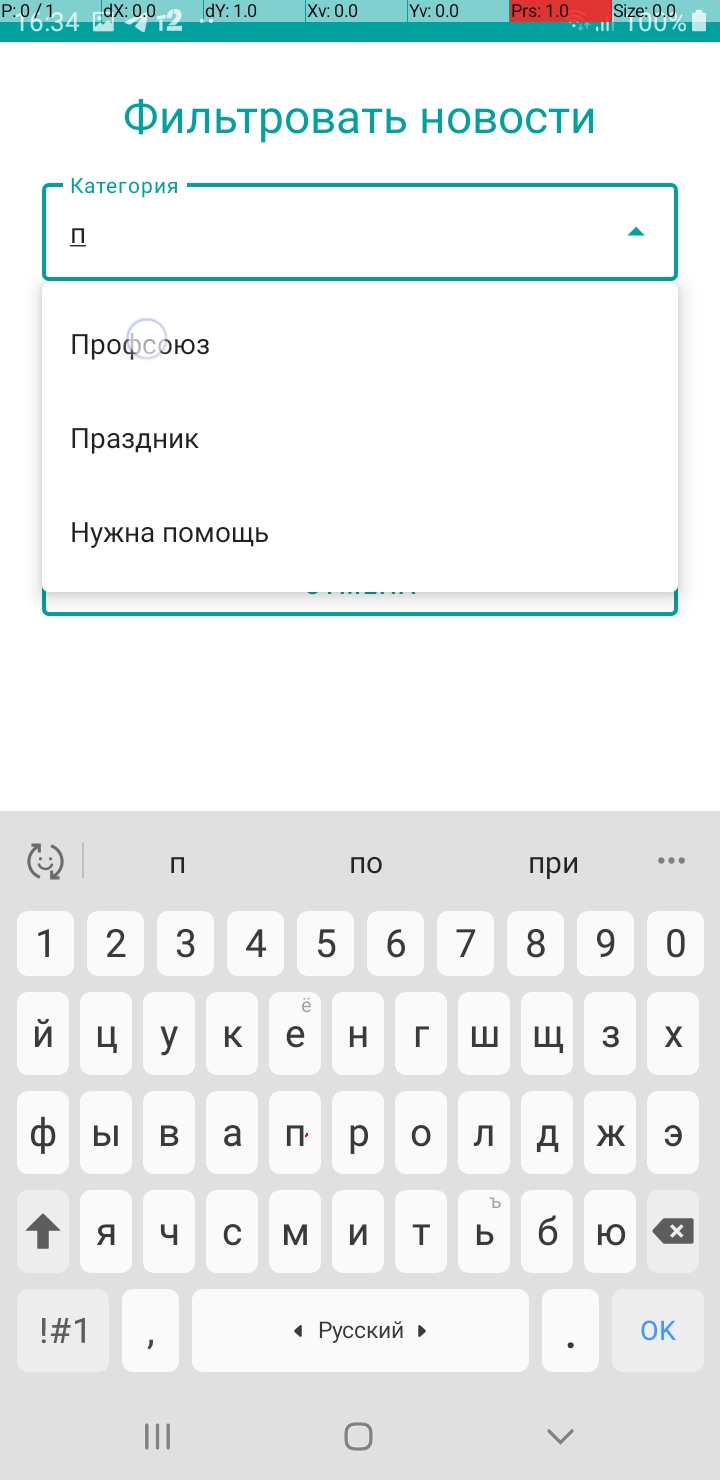 P: 0 / 1 dX: 0.0 dY: 1.0 Xv: 0.0 Yv: 0.0 Prs: 1.0 Size: 0.0
16:34 т2 100%
Фильтровать новости
Категория
п
Профсоюз
Праздник
Нужна помощь
ОТМЕНА
п по при
1 2 3 4 5 6 7 8 9 0
ё
й ц у к е н г ш щ з х
ф ы в а п р о л д ж э
ъ
я ч с м и т ь б ю
!#1 , Русский . OK